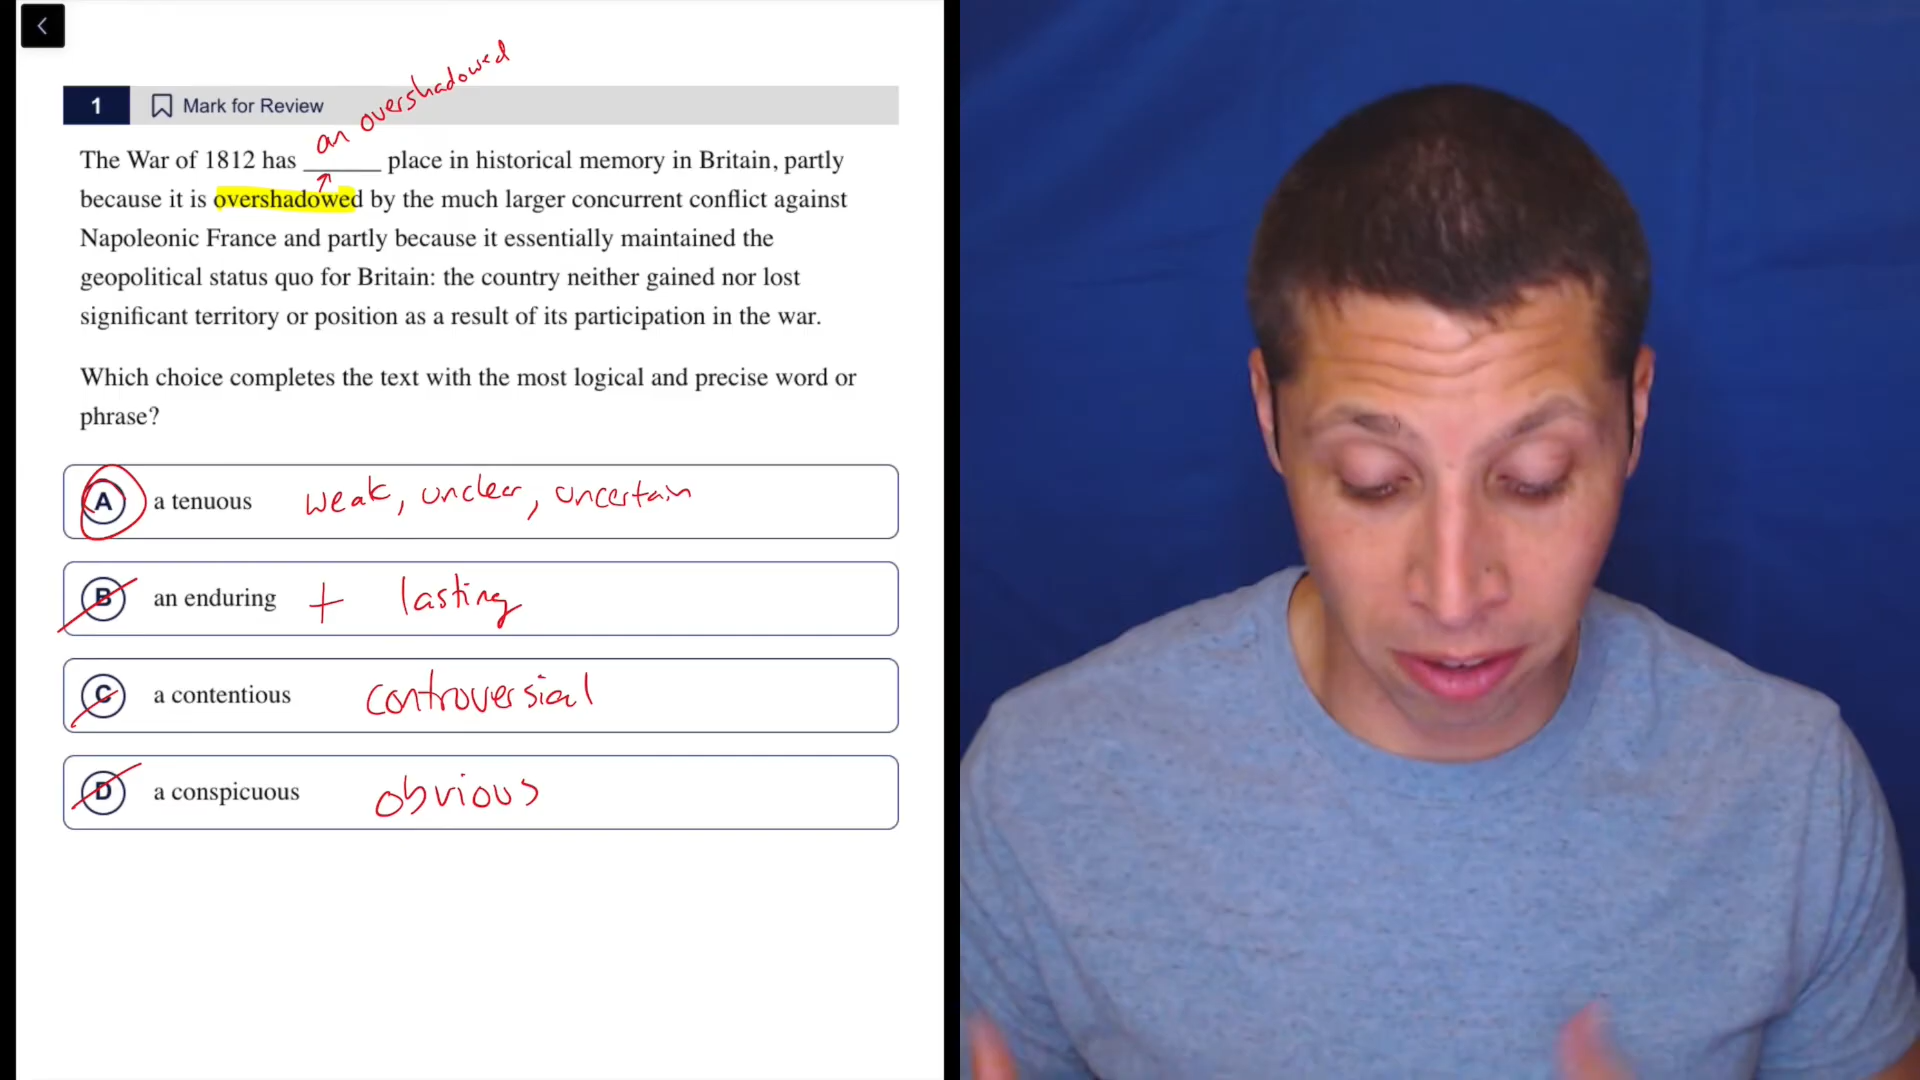 an overshadowed
1 Mark for Review
The War of 1812 has ______ place in historical memory in Britain, partly
because it is overshadowed by the much larger concurrent conflict against
Napoleonic France and partly because it essentially maintained the
geopolitical status quo for Britain: the country neither gained nor lost
significant territory or position as a result of its participation in the war.
Which choice completes the text with the most logical and precise word or
phrase?
A a tenuous weak, unclear, uncertain
B an enduring + lasting
C a contentious controversial
D a conspicuous obvious